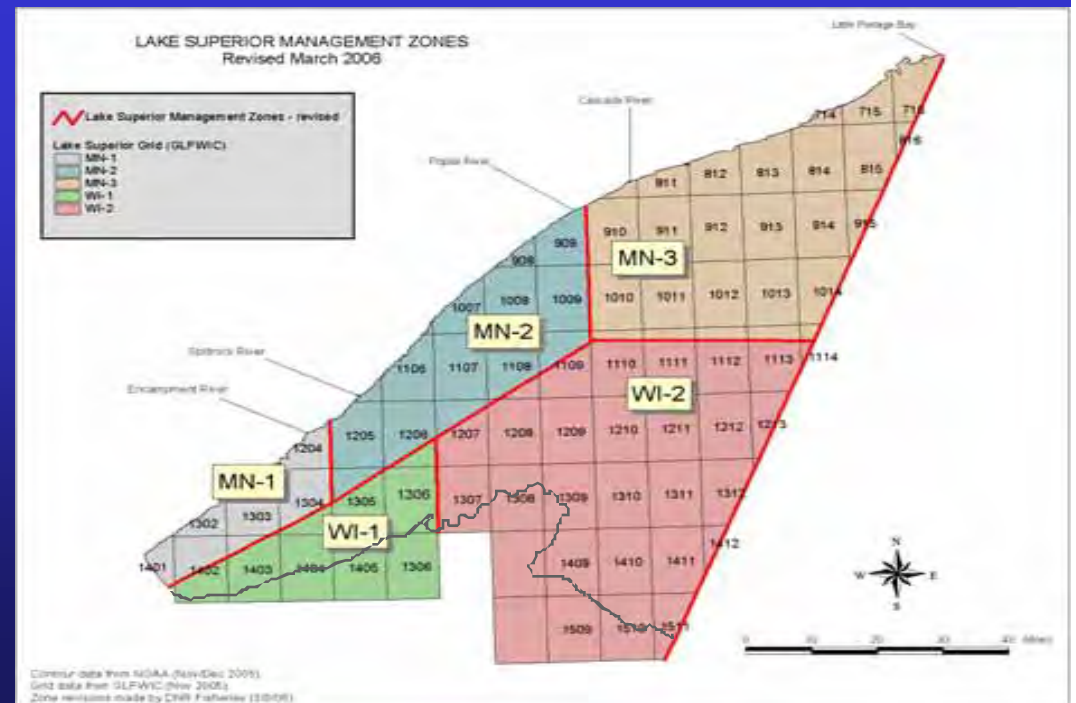 LAKE SUPERIOR MANAGEMENT ZONES
Revised March 2006
Little Portage Bay
Lake Superior Management Zones - revised
Lake Superior Grid (GLFWIC)
MN-1
MN-2
MN-3
WI-1
WI-2
Cascade River
714 715 716
816
Poplar River
811 812 813 814 815
908 909 910 911 912 913 914 915
MN-3
1007 1008 1009 1010 1011 1012 1013 1014
MN-2
Splitrock River
1106 1107 1108 1109 1110 1111 1112 1113 1114
Encampment River
WI-2
1204 1205 1206 1207 1208 1209 1210 1211 1212 1213
MN-1
1302 1303 1304 1305 1306 1307 1308 1309 1310 1311 1312
WI-1
1401 1402 1403 1404 1405 1306 1409 1410 1411 1412
N
W E
S
1509 1510 1511
0 10 20 30 40 Miles
Contour data from NOAA (Nov/Dec 2005)
Grid data from GLFWIC (Nov 2005)
Zone revisions made by DNR Fisheries